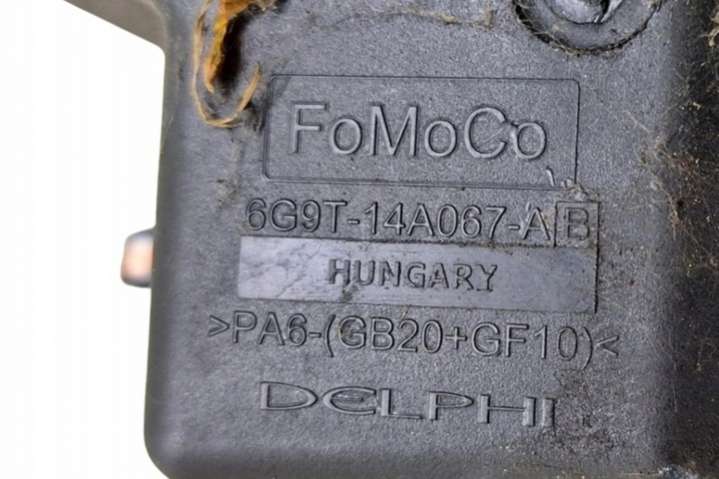 FoMoCo
6G9T-14A067-AB
HUNGARY
>PA6-(GB20+GF10)<
DELPHI